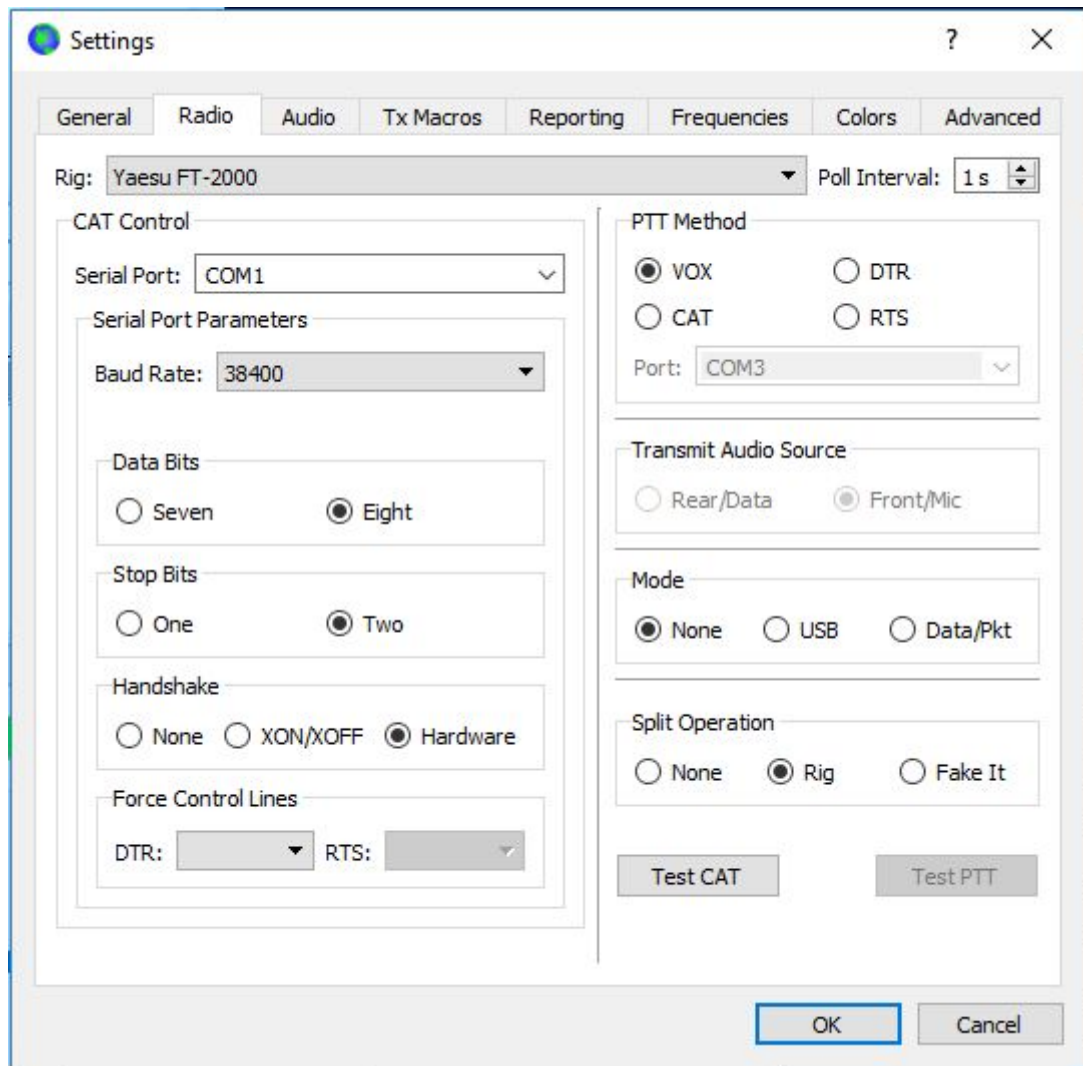 Settings ?
General Radio Audio Tx Macros Reporting Frequencies Colors Advanced
Rig: Yaesu FT-2000 Poll Interval: 1 s
CAT Control
Serial Port: COM1
Serial Port Parameters
Baud Rate: 38400
Data Bits
Seven Eight
Stop Bits
One Two
Handshake
None XON/XOFF Hardware
Force Control Lines
DTR: RTS:
PTT Method
VOX DTR
CAT RTS
Port: COM3
Transmit Audio Source
Rear/Data Front/Mic
Mode
None USB Data/Pkt
Split Operation
None Rig Fake It
Test CAT Test PTT
OK Cancel